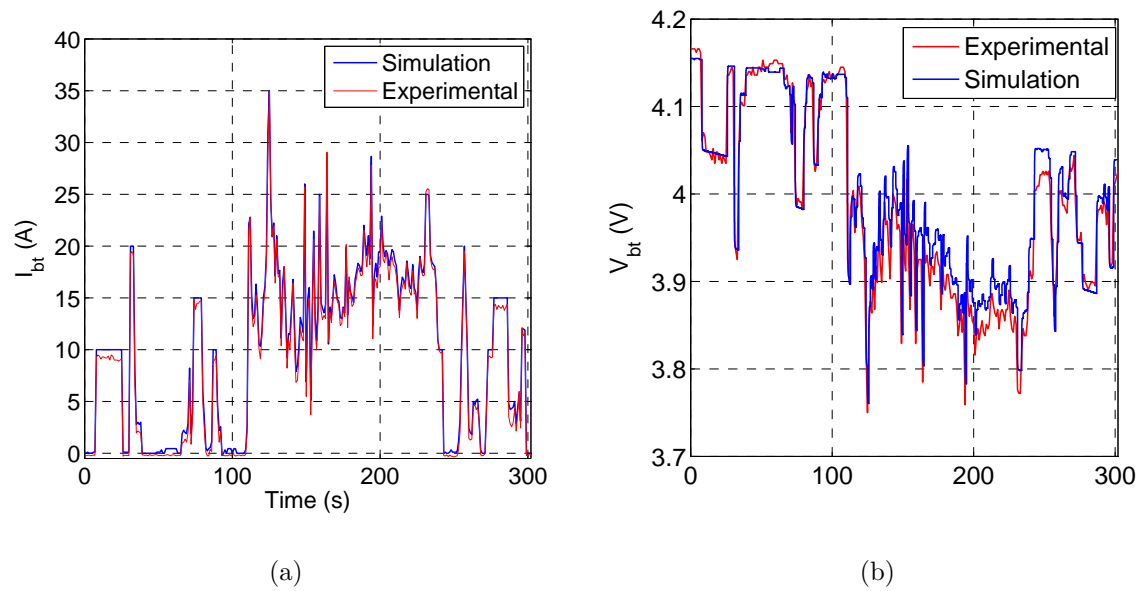 40
35
30
25
20
15
10
5
0
I_bt (A)
Simulation
Experimental
0
100
200
300
Time (s)
(a)
4.2
4.1
4
3.9
3.8
3.7
V_bt (V)
Experimental
Simulation
0
100
200
300
(b)